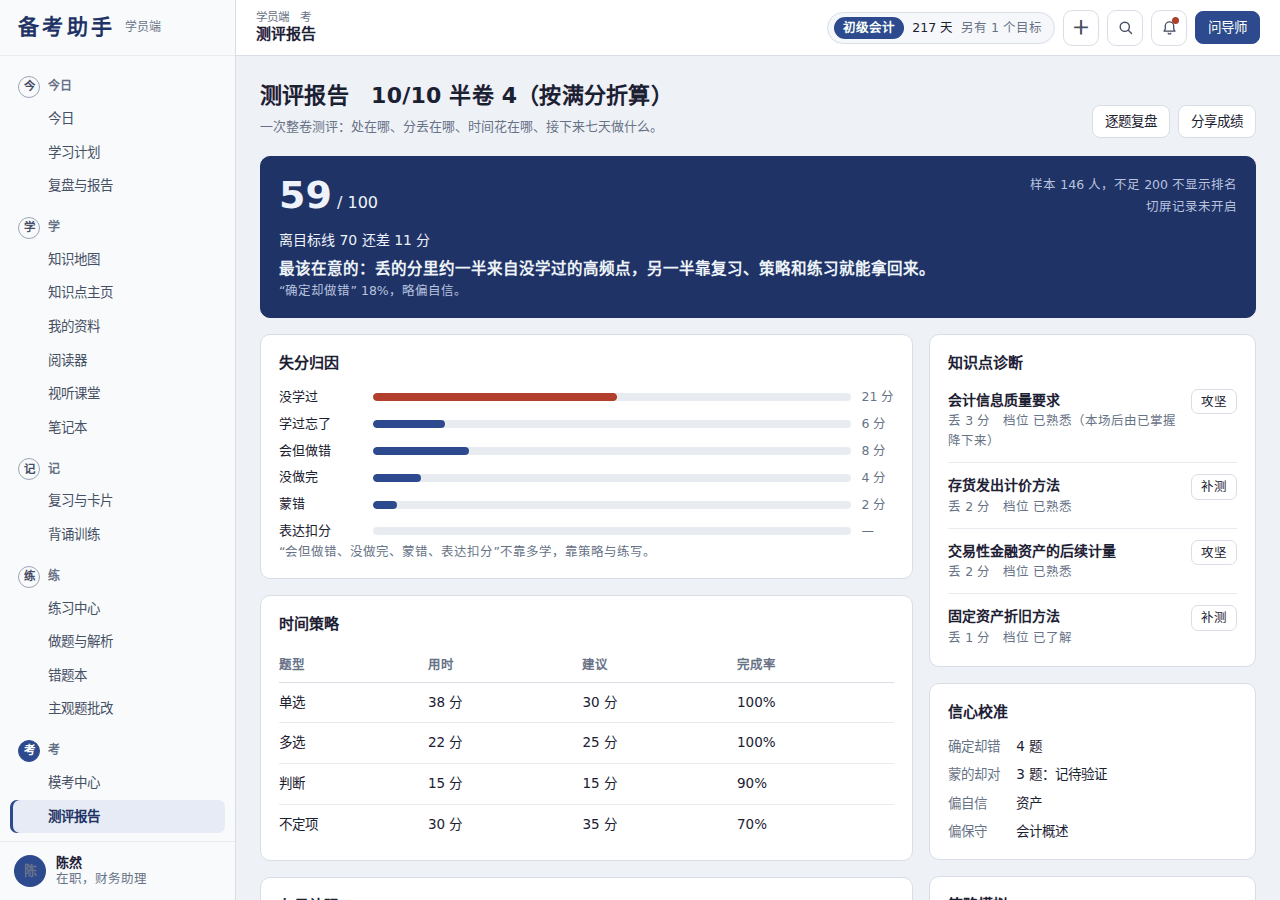 备考助手 学员端
今 今日
今日
学习计划
复盘与报告
学 学
知识地图
知识点主页
我的资料
阅读器
视听课堂
笔记本
记 记
复习与卡片
背诵训练
练 练
练习中心
做题与解析
错题本
主观题批改
考 考
模考中心
测评报告
陈 陈然
在职，财务助理
学员端 考
测评报告
初级会计 217 天 另有 1 个目标
问导师
测评报告 10/10 半卷 4（按满分折算）
一次整卷测评：处在哪、分丢在哪、时间花在哪、接下来七天做什么。
逐题复盘 分享成绩
59 / 100
样本 146 人，不足 200 不显示排名
切屏记录未开启
离目标线 70 还差 11 分
最该在意的：丢的分里约一半来自没学过的高频点，另一半靠复习、策略和练习就能拿回来。
“确定却做错” 18%，略偏自信。
失分归因
没学过 21 分
学过忘了 6 分
会但做错 8 分
没做完 4 分
蒙错 2 分
表达扣分 —
“会但做错、没做完、蒙错、表达扣分”不靠多学，靠策略与练写。
时间策略
题型 用时 建议 完成率
单选 38 分 30 分 100%
多选 22 分 25 分 100%
判断 15 分 15 分 90%
不定项 30 分 35 分 70%
知识点诊断
会计信息质量要求 攻坚
丢 3 分 档位 已熟悉（本场后由已掌握
降下来）
存货发出计价方法 补测
丢 2 分 档位 已熟悉
交易性金融资产的后续计量 攻坚
丢 2 分 档位 已熟悉
固定资产折旧方法 补测
丢 1 分 档位 已了解
信心校准
确定却错 4 题
蒙的却对 3 题：记待验证
偏自信 资产
偏保守 会计概述